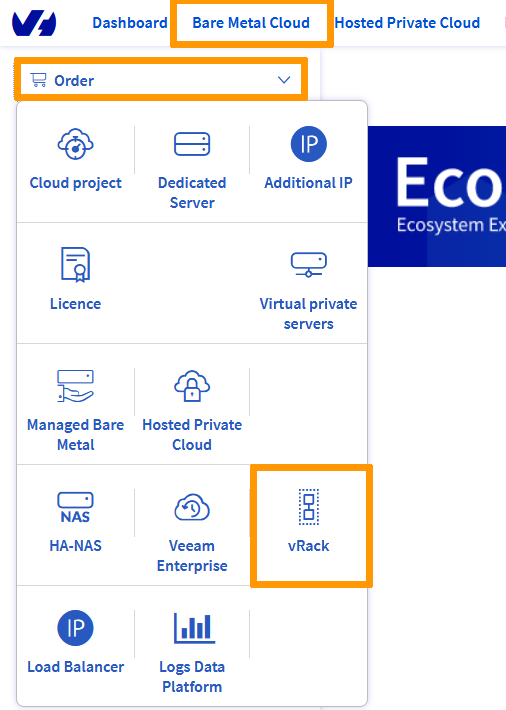 Dashboard Bare Metal Cloud Hosted Private Cloud
Order
Eco
Ecosystem Ex
IP
Cloud project Dedicated Server Additional IP
Licence Virtual private servers
Managed Bare Metal Hosted Private Cloud
NAS
HA-NAS Veeam Enterprise vRack
IP
Load Balancer Logs Data Platform